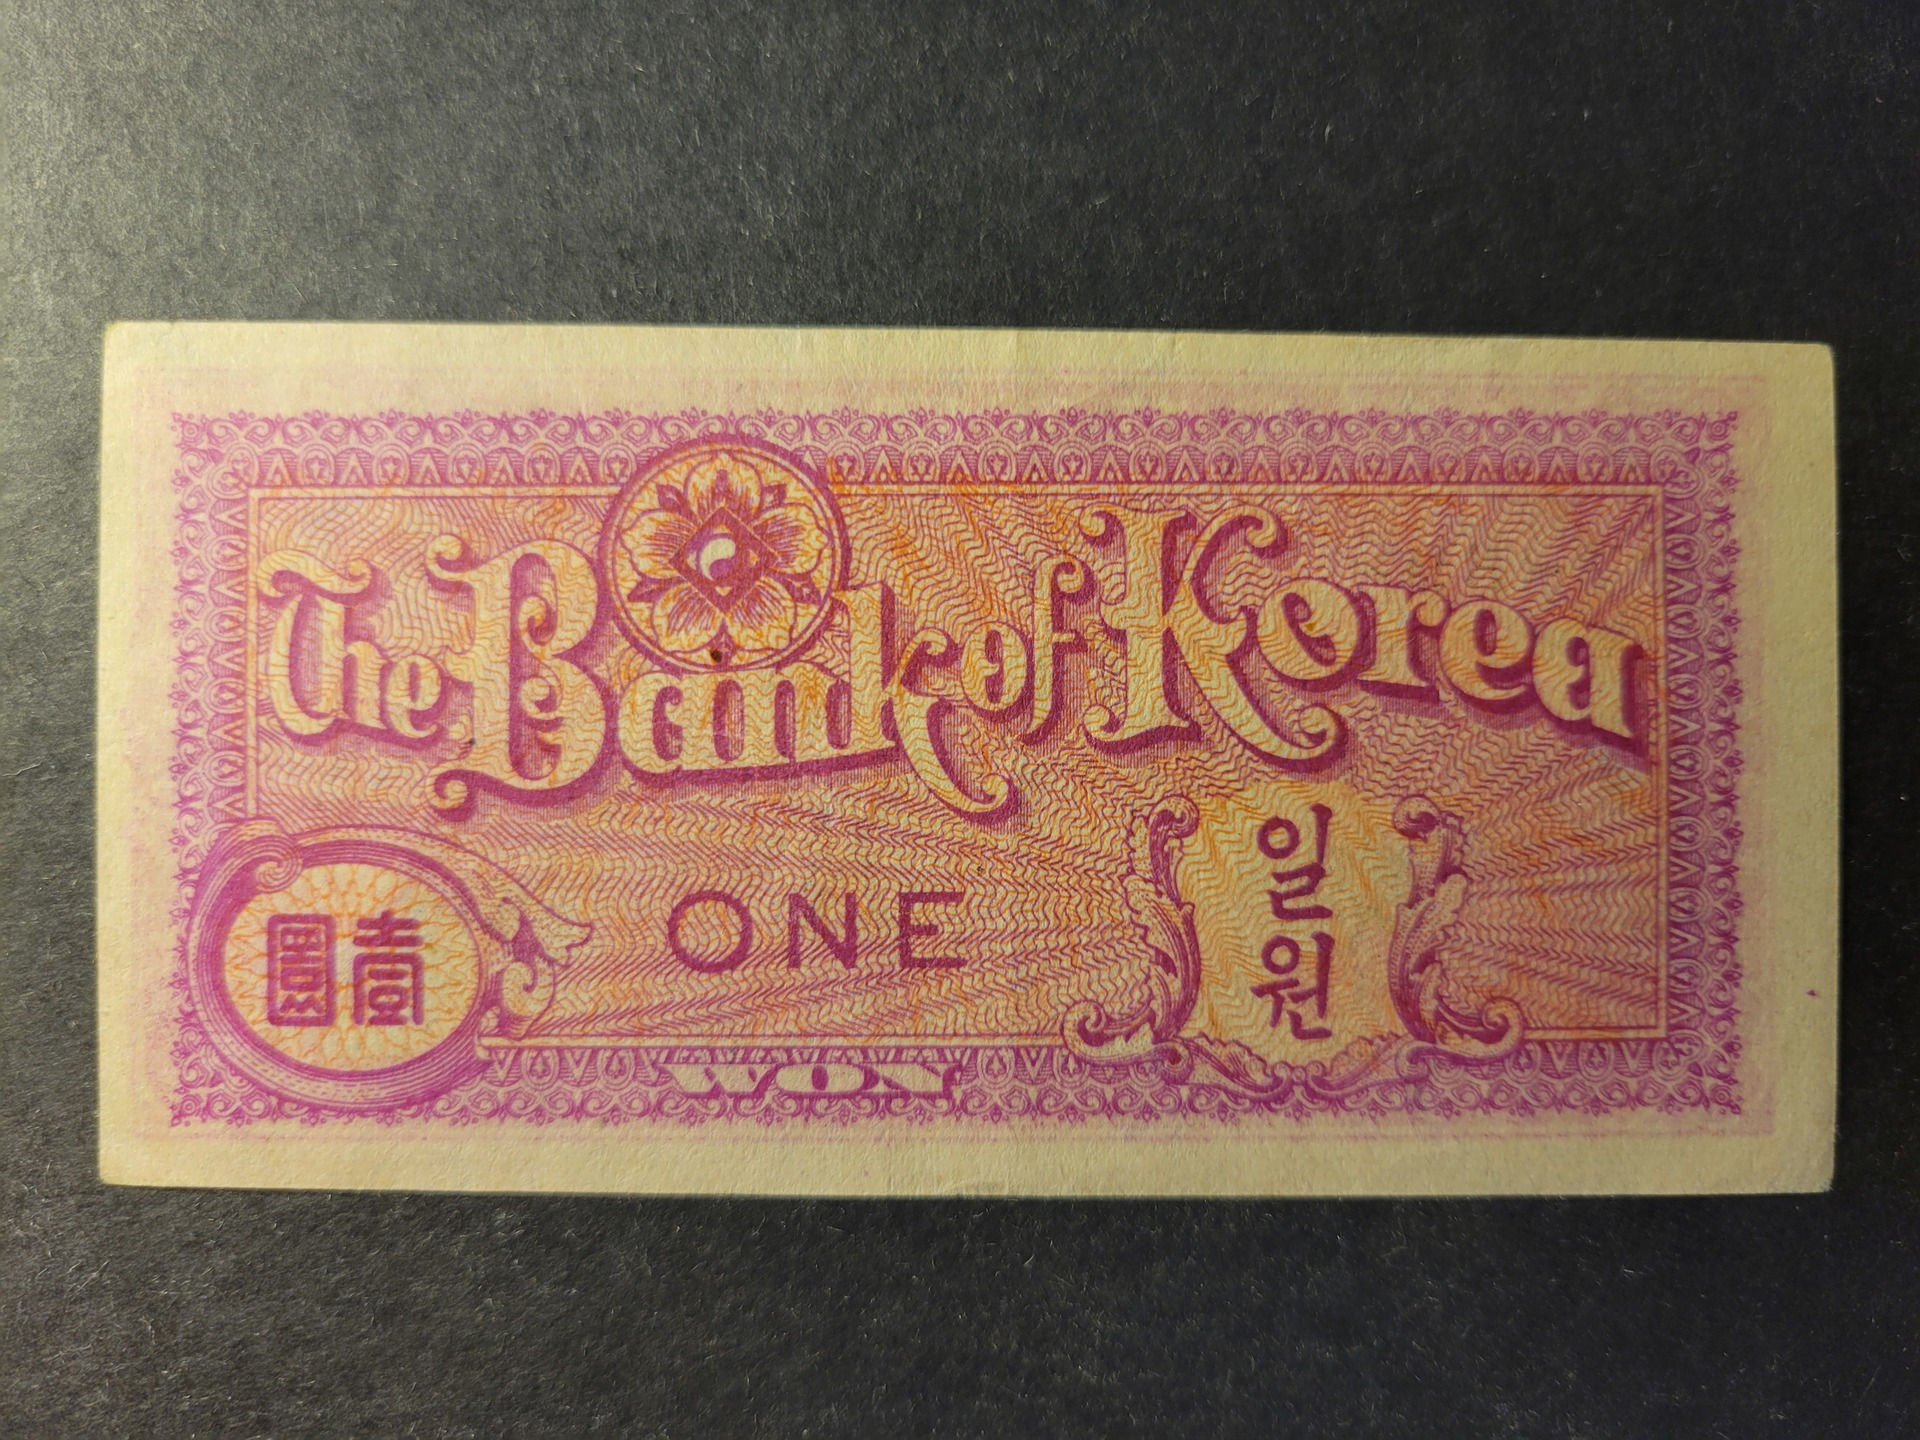 The Bank of Korea
壹圓
ONE
일원
WON